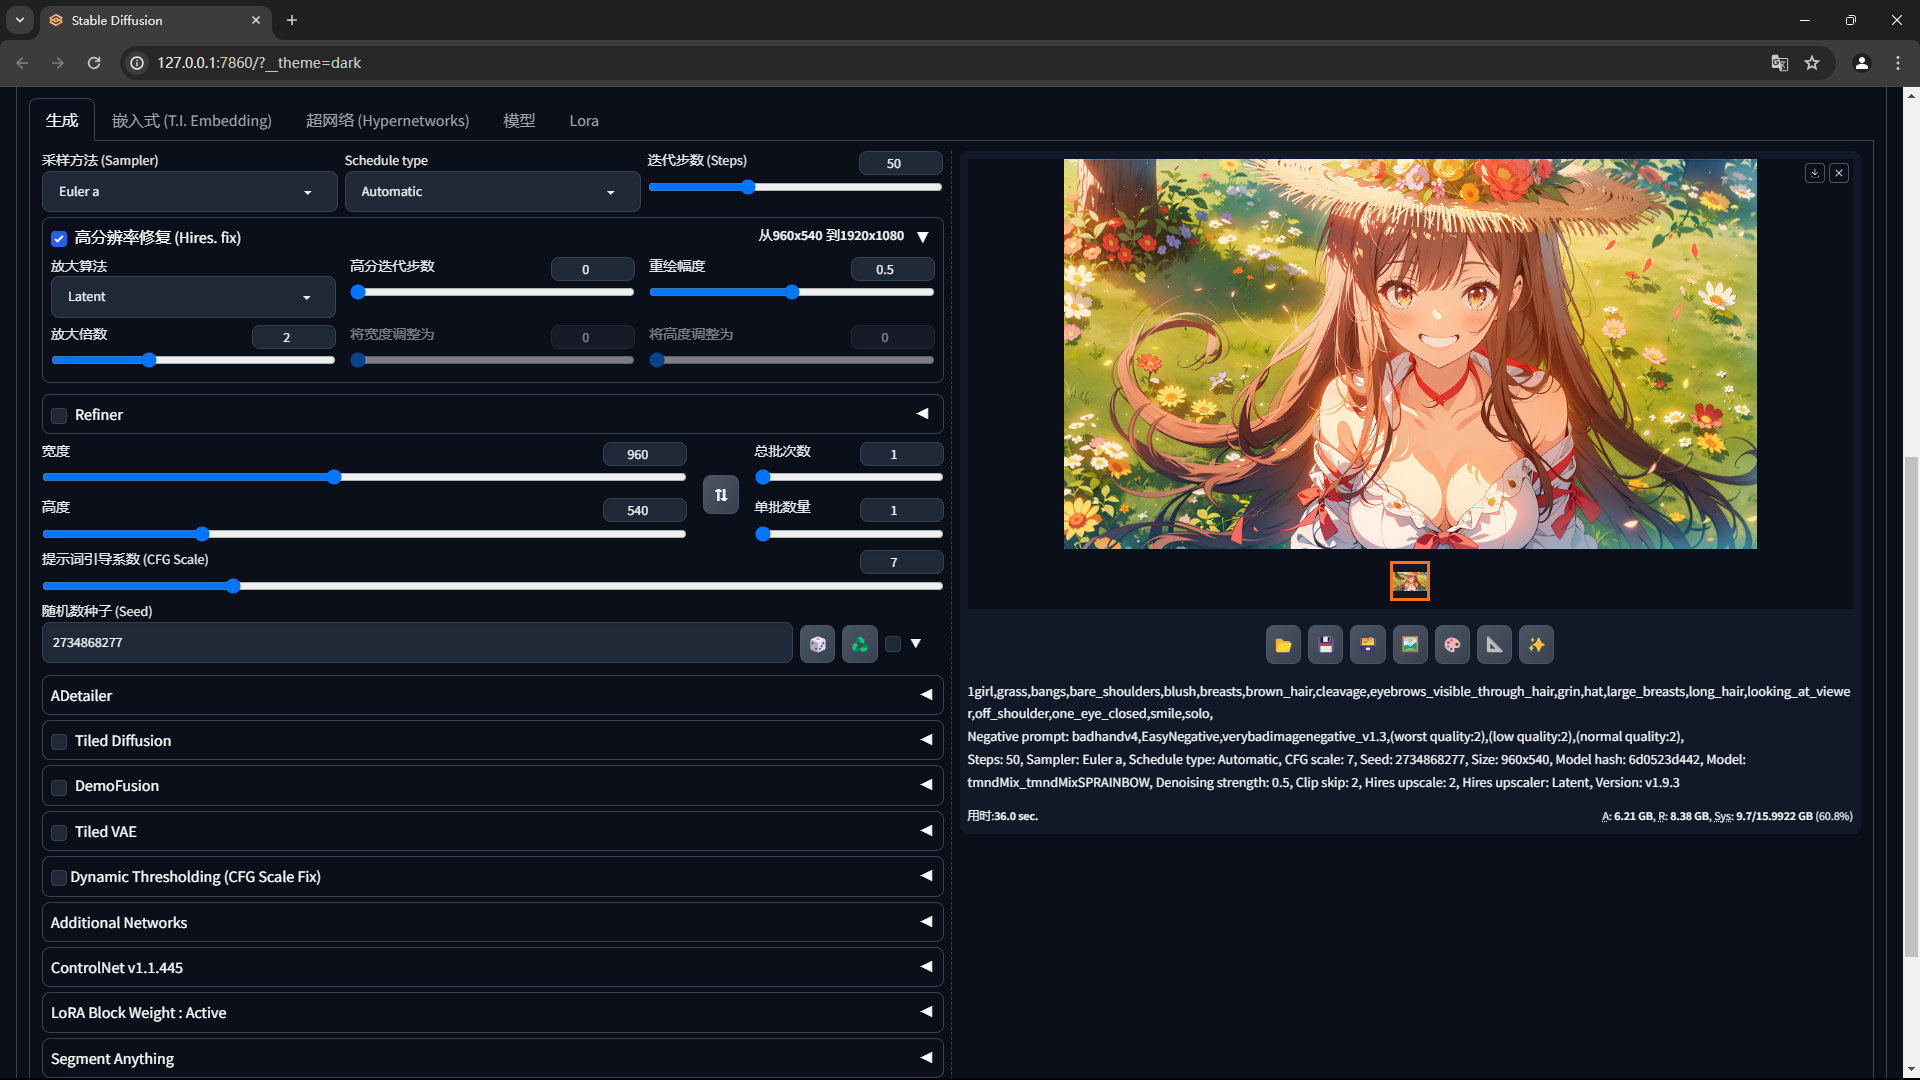 Stable Diffusion
127.0.0.1:7860/?__theme=dark
生成 嵌入式 (T.I. Embedding) 超网络 (Hypernetworks) 模型 Lora
采样方法 (Sampler) Schedule type 迭代步数 (Steps) 50
Euler a Automatic
高分辨率修复 (Hires. fix) 从960x540 到1920x1080
放大算法 高分迭代步数 0 重绘幅度 0.5
Latent
放大倍数 2 将宽度调整为 0 将高度调整为 0
Refiner
宽度 960 总批次数 1
高度 540 单批数量 1
提示词引导系数 (CFG Scale) 7
随机数种子 (Seed)
2734868277
ADetailer
Tiled Diffusion
DemoFusion
Tiled VAE
Dynamic Thresholding (CFG Scale Fix)
Additional Networks
ControlNet v1.1.445
LoRA Block Weight : Active
Segment Anything
1girl,grass,bangs,bare_shoulders,blush,breasts,brown_hair,cleavage,eyebrows_visible_through_hair,grin,hat,large_breasts,long_hair,looking_at_viewe
r,off_shoulder,one_eye_closed,smile,solo,
Negative prompt: badhandv4,EasyNegative,verybadimagenegative_v1.3,(worst quality:2),(low quality:2),(normal quality:2),
Steps: 50, Sampler: Euler a, Schedule type: Automatic, CFG scale: 7, Seed: 2734868277, Size: 960x540, Model hash: 6d0523d442, Model:
tmndMix_tmndMixSPRAINBOW, Denoising strength: 0.5, Clip skip: 2, Hires upscale: 2, Hires upscaler: Latent, Version: v1.9.3
用时:36.0 sec. A: 6.21 GB, R: 8.38 GB, Sys: 9.7/15.9922 GB (60.8%)